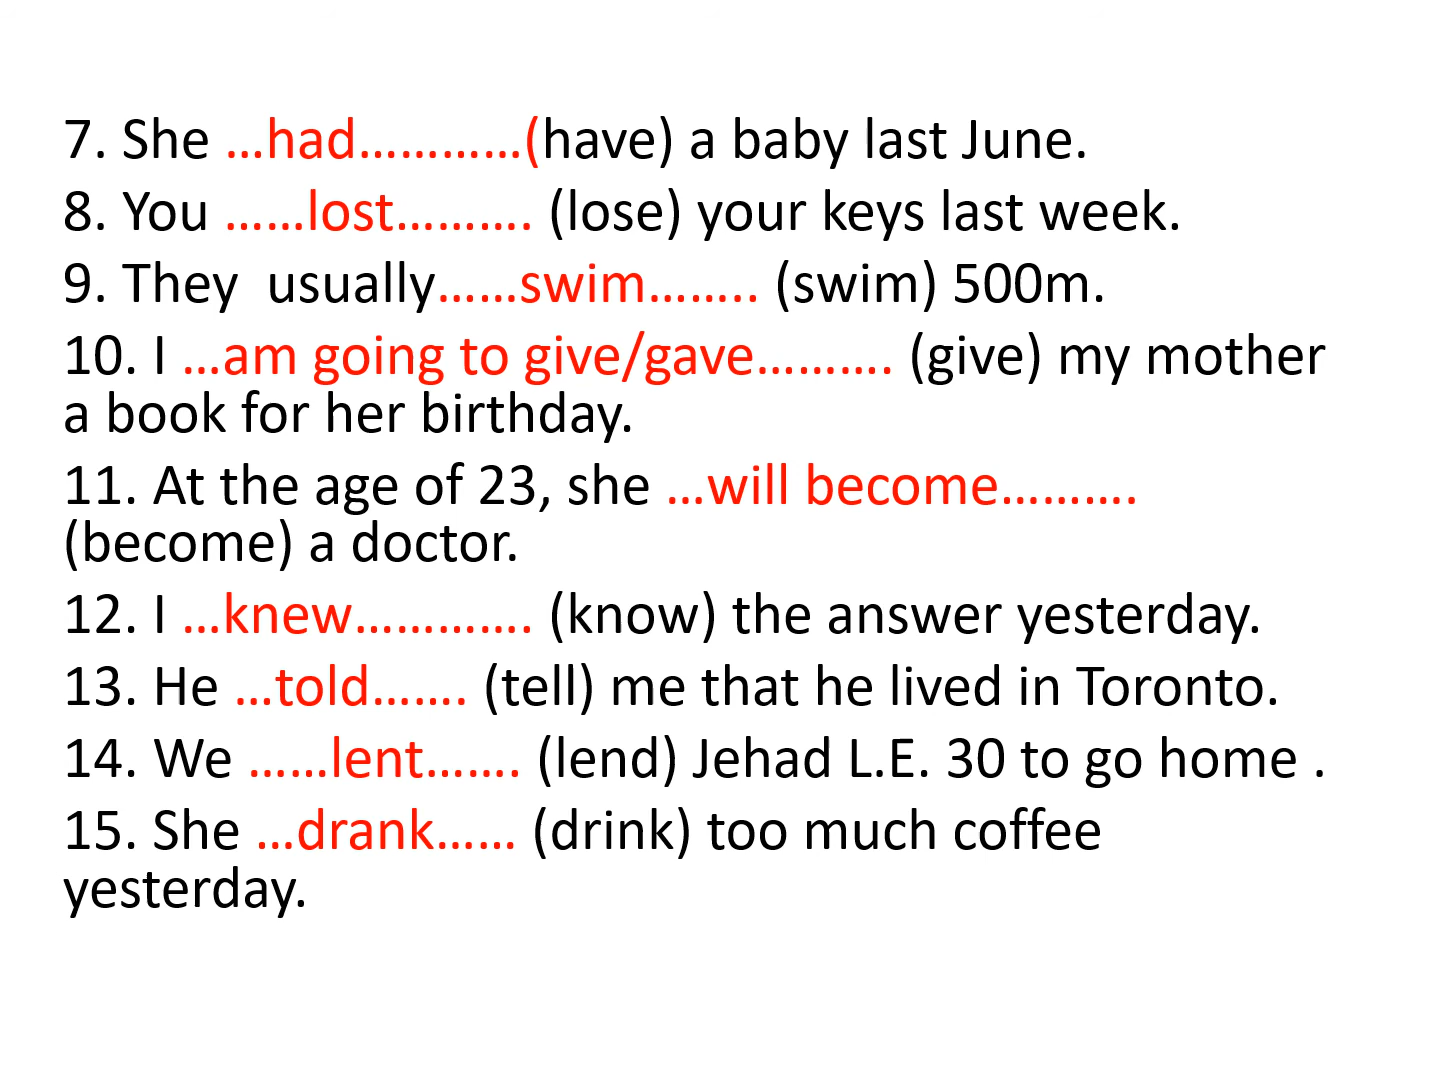 7. She …had…………(have) a baby last June.
8. You ……lost………. (lose) your keys last week.
9. They  usually……swim…….. (swim) 500m.
10. I …am going to give/gave………. (give) my mother
a book for her birthday.
11. At the age of 23, she …will become……….
(become) a doctor.
12. I …knew…………. (know) the answer yesterday.
13. He …told……. (tell) me that he lived in Toronto.
14. We ……lent……. (lend) Jehad L.E. 30 to go home .
15. She …drank…… (drink) too much coffee
yesterday.